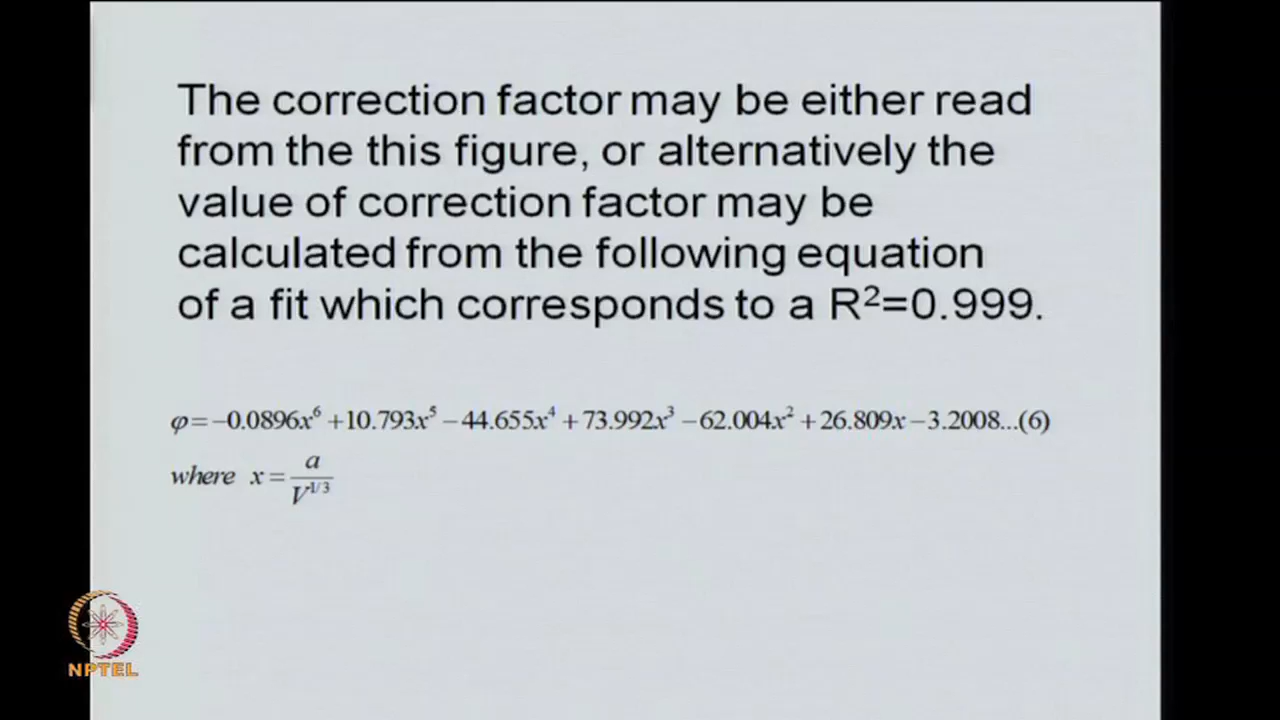 The correction factor may be either read
from the this figure, or alternatively the
value of correction factor may be
calculated from the following equation
of a fit which corresponds to a R²=0.999.
φ=−0.0896x⁶+10.793x⁵−44.655x⁴+73.992x³−62.004x²+26.809x−3.2008...(6)
where x=a/V^1/3
NPTEL